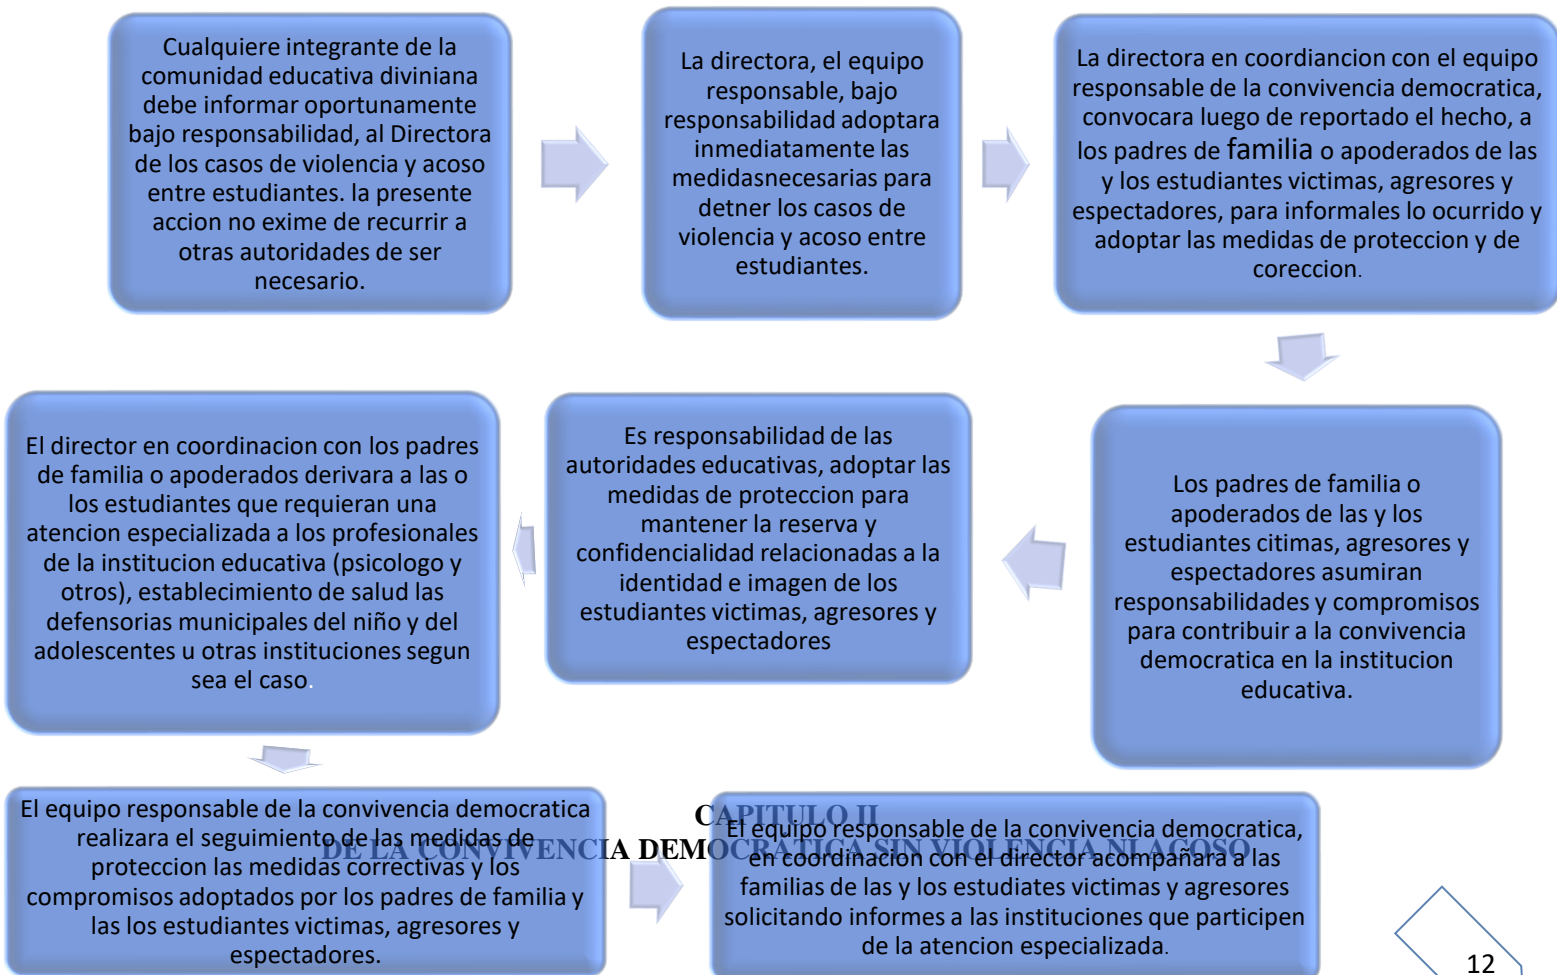 Cualquiere integrante de la
comunidad educativa diviniana
debe informar oportunamente
bajo responsabilidad, al Directora
de los casos de violencia y acoso
entre estudiantes. la presente
accion no exime de recurrir a
otras autoridades de ser
necesario.
La directora, el equipo
responsable, bajo
responsabilidad adoptara
inmediatamente las
medidasnecesarias para
detner los casos de
violencia y acoso entre
estudiantes.
La directora en coordiancion con el equipo
responsable de la convivencia democratica,
convocara luego de reportado el hecho, a
los padres de familia o apoderados de las
y los estudiantes victimas, agresores y
espectadores, para informales lo ocurrido y
adoptar las medidas de proteccion y de
coreccion.
Los padres de familia o
apoderados de las y los
estudiantes citimas, agresores y
espectadores asumiran
responsabilidades y compromisos
para contribuir a la convivencia
democratica en la institucion
educativa.
Es responsabilidad de las
autoridades educativas, adoptar las
medidas de proteccion para
mantener la reserva y
confidencialidad relacionadas a la
identidad e imagen de los
estudiantes victimas, agresores y
espectadores
El director en coordinacion con los padres
de familia o apoderados derivara a las o
los estudiantes que requieran una
atencion especializada a los profesionales
de la institucion educativa (psicologo y
otros), establecimiento de salud las
defensorias municipales del niño y del
adolescentes u otras instituciones segun
sea el caso.
El equipo responsable de la convivencia democratica
realizara el seguimiento de las medidas de
proteccion las medidas correctivas y los
compromisos adoptados por los padres de familia y
las los estudiantes victimas, agresores y
espectadores.
CAPITULO II
DE LA CONVIVENCIA DEMOCRATICA SIN VIOLENCIA NI ACOSO
El equipo responsable de la convivencia democratica,
en coordinacion con el director acompañara a las
familias de las y los estudiates victimas y agresores
solicitando informes a las instituciones que participen
de la atencion especializada.
12